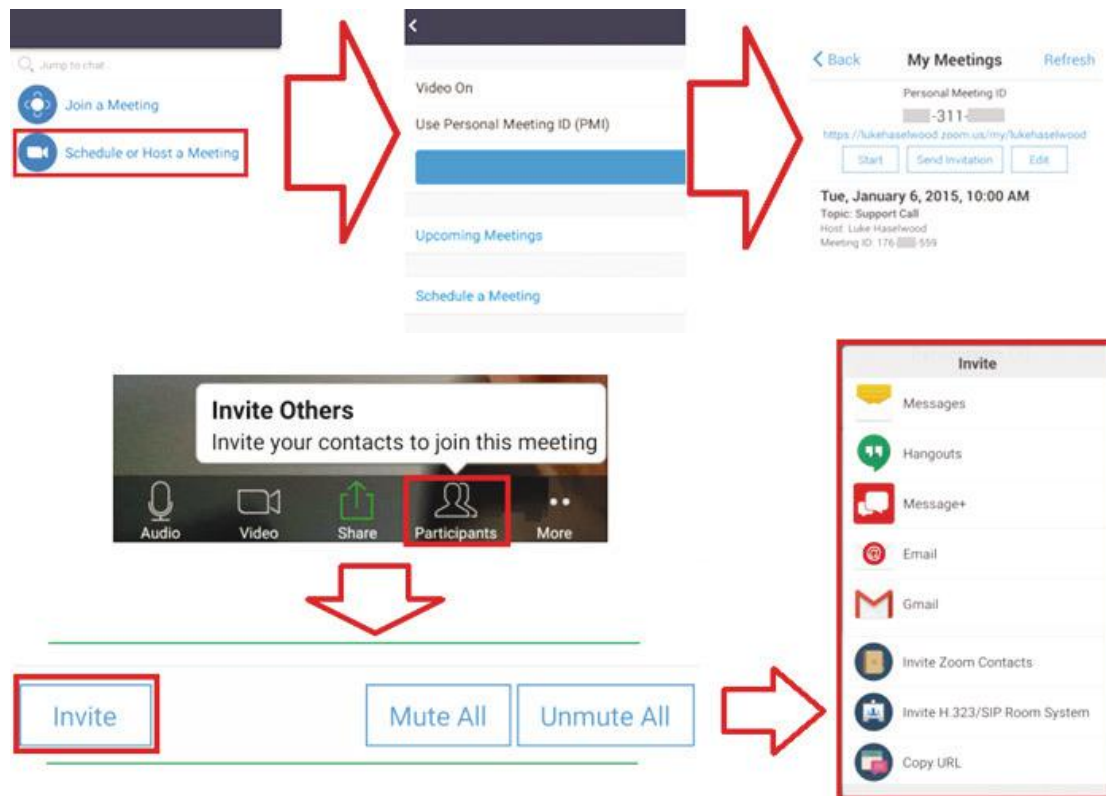 Jump to chat
Join a Meeting
Schedule or Host a Meeting
Video On
Use Personal Meeting ID (PMI)
Upcoming Meetings
Schedule a Meeting
Back My Meetings Refresh
Personal Meeting ID
-311-
https://lukehaselwood.zoom.us/my/lukehaselwood
Start Send Invitation Edit
Tue, January 6, 2015, 10:00 AM
Topic: Support Call
Host: Luke Haselwood
Meeting ID: 176- -559
Invite Others
Invite your contacts to join this meeting
Audio Video Share Participants More
Invite Mute All Unmute All
Invite
Messages
Hangouts
Message+
Email
Gmail
Invite Zoom Contacts
Invite H.323/SIP Room System
Copy URL